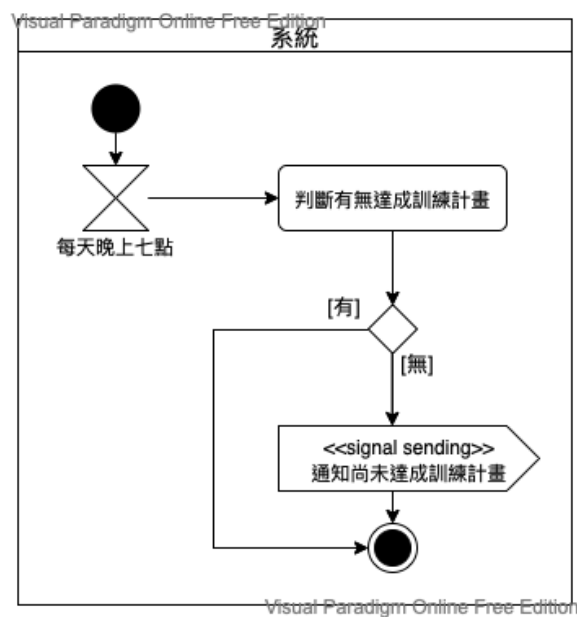 Visual Paradigm Online Free Edition
系統
每天晚上七點
判斷有無達成訓練計畫
[有]
[無]
<<signal sending>>
通知尚未達成訓練計畫
Visual Paradigm Online Free Edition